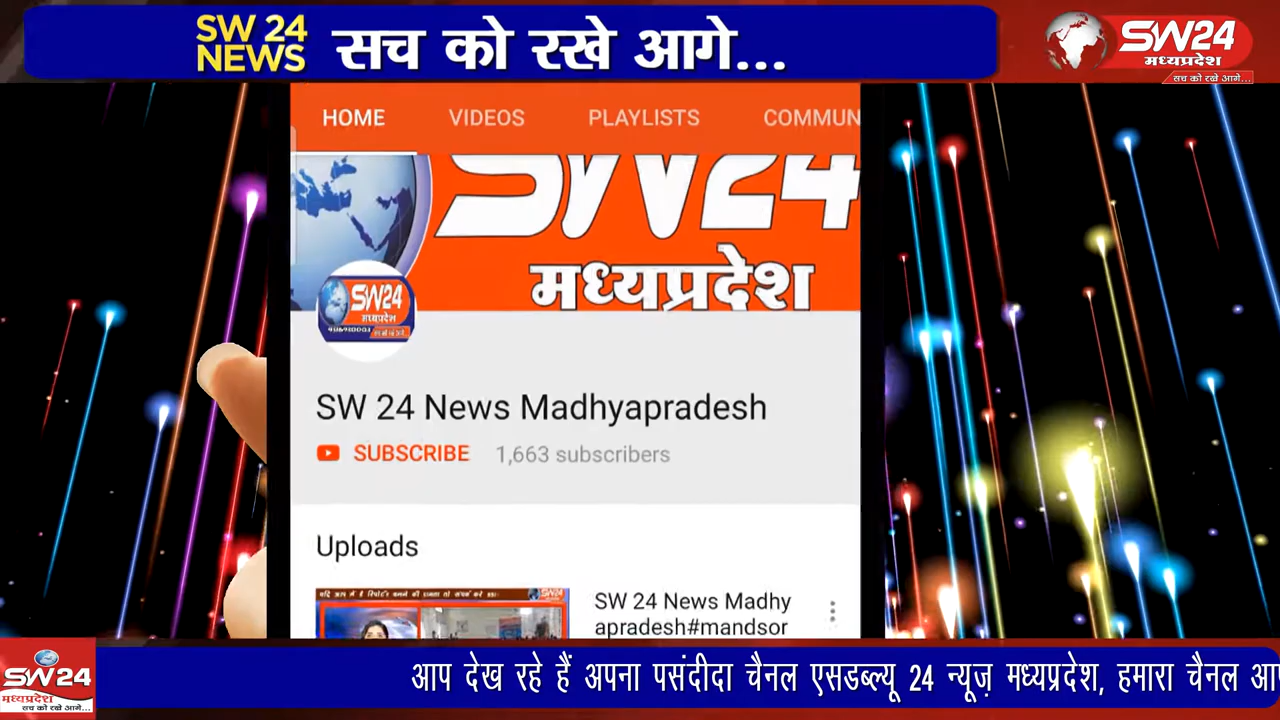 SW 24
NEWS
सच को रखे आगे...
SW24
मध्यप्रदेश
सच को रखे आगे...
HOME VIDEOS PLAYLISTS COMMUN
SW24
मध्यप्रदेश
SW24
मध्यप्रदेश
SW 24 News Madhyapradesh
SUBSCRIBE 1,663 subscribers
Uploads
SW24
SW 24 News Madhy
apradesh#mandsor
SW24
मध्यप्रदेश
सच को रखे आगे...
आप देख रहे हैं अपना पसंदीदा चैनल एसडब्ल्यू 24 न्यूज़ मध्यप्रदेश, हमारा चैनल आप